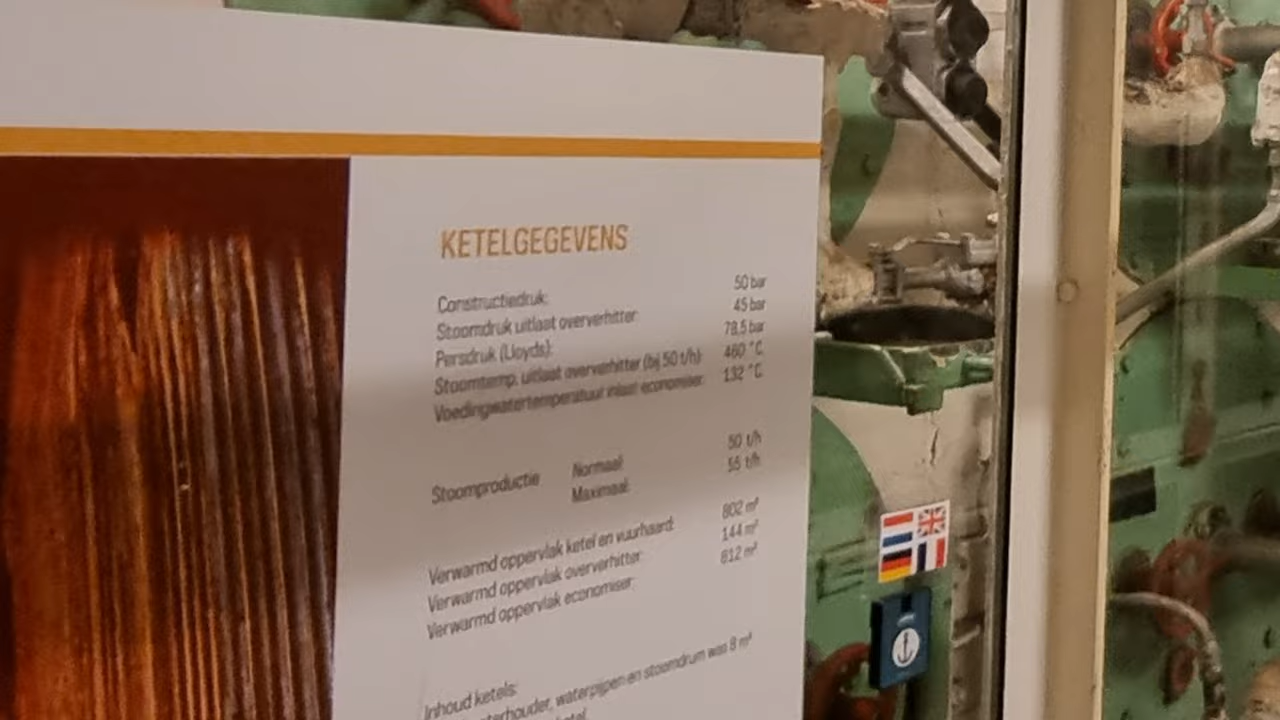 KETELGEGEVENS
Constructiedruk: 50 bar
Stoomdruk uitlaat oververhitter: 45 bar
Persdruk (Lloyds): 78,5 bar
Stoomtemp. uitlaat oververhitter (bij 50 t/h): 460 °C
Voedingwatertemperatuur inlaat economiser: 132 °C
Stoomproductie Normaal: 50 t/h
Maximaal: 55 t/h
Verwarmd oppervlak ketel en vuurhaard: 802 m²
Verwarmd oppervlak oververhitter: 144 m²
Verwarmd oppervlak economiser: 812 m²
Inhoud ketels:
waterpijpen en stoomdrum was 8 m³